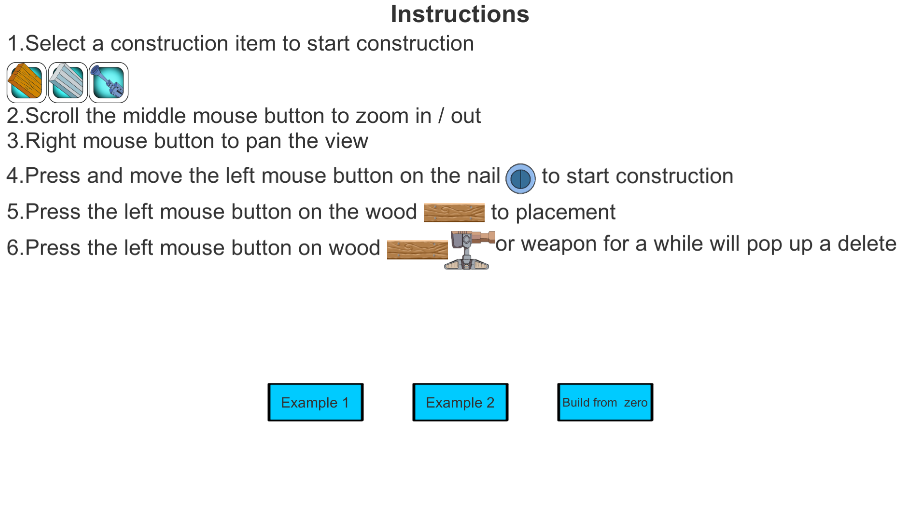 Instructions
1.Select a construction item to start construction
2.Scroll the middle mouse button to zoom in / out
3.Right mouse button to pan the view
4.Press and move the left mouse button on the nail to start construction
5.Press the left mouse button on the wood to placement
6.Press the left mouse button on wood or weapon for a while will pop up a delete
Example 1
Example 2
Build from zero